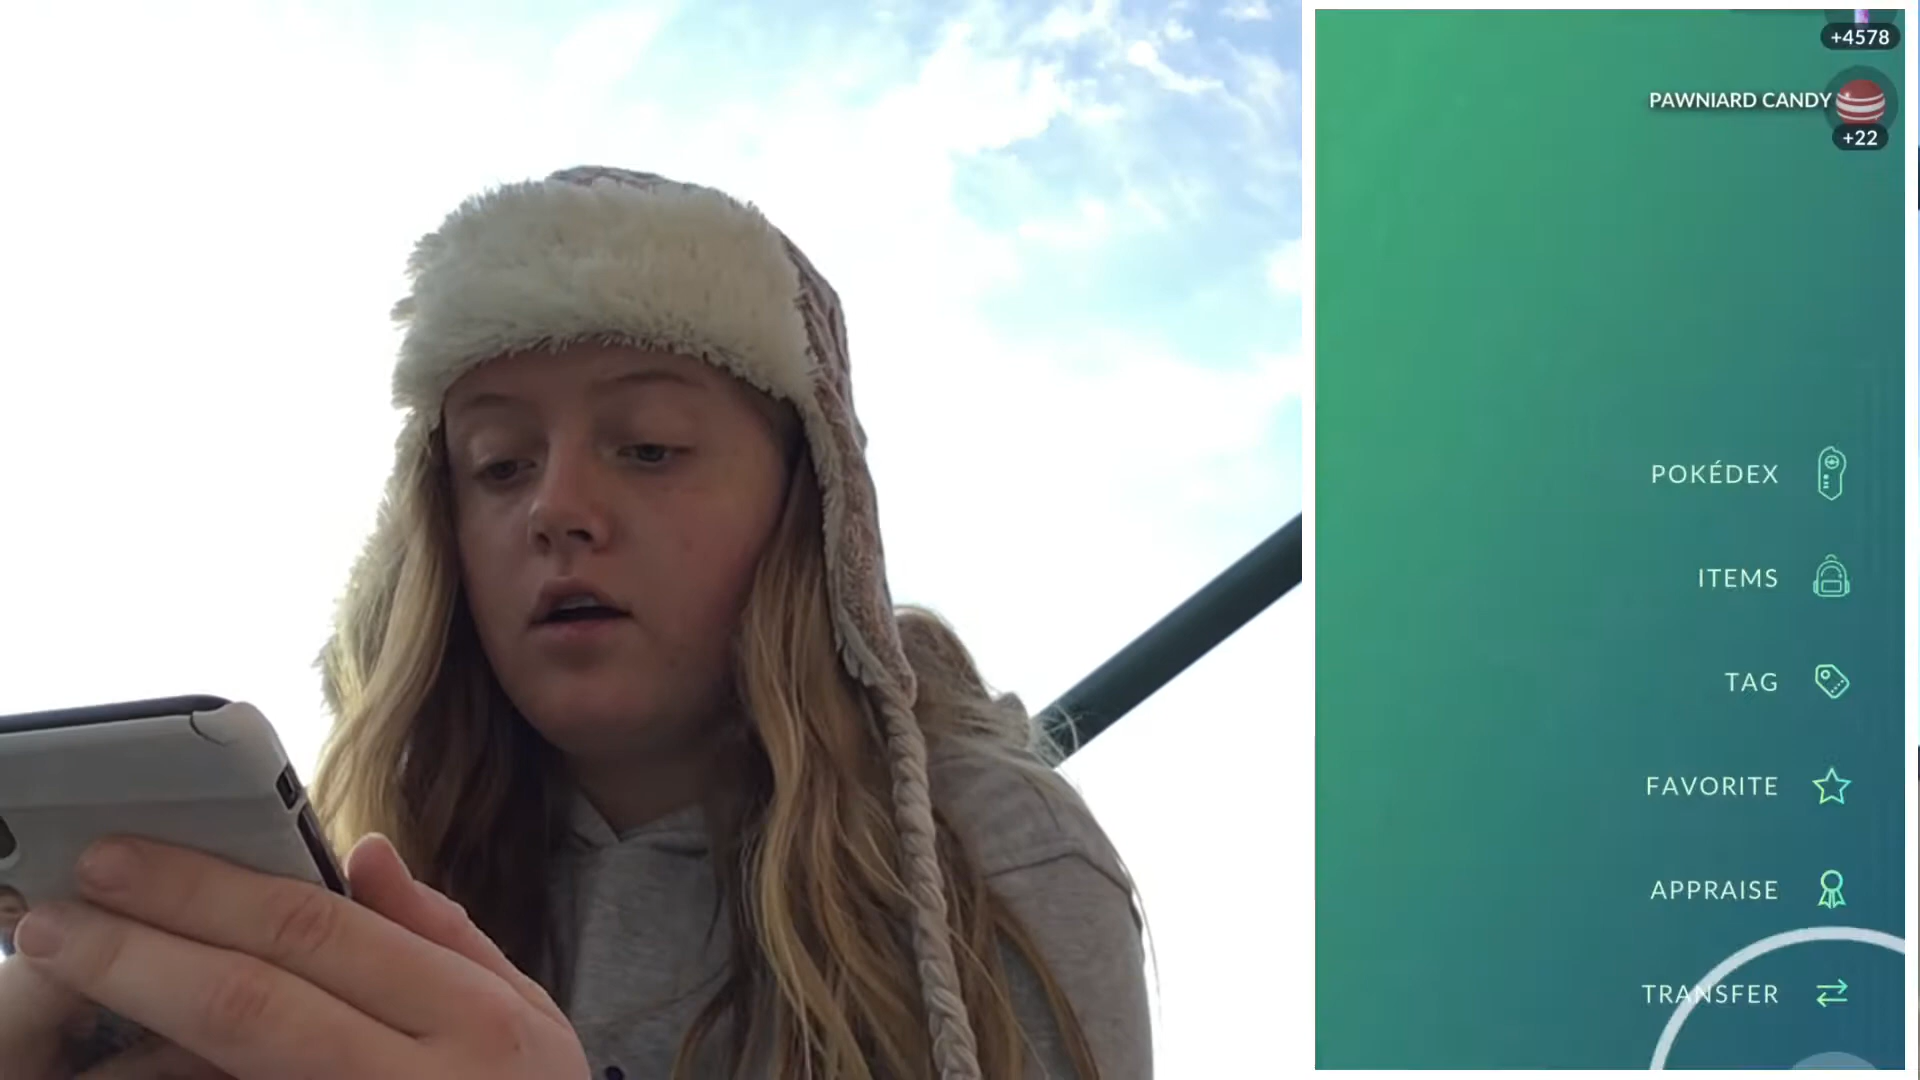 +4578
PAWNIARD CANDY
+22
POKÉDEX
ITEMS
TAG
FAVORITE
APPRAISE
TRANSFER